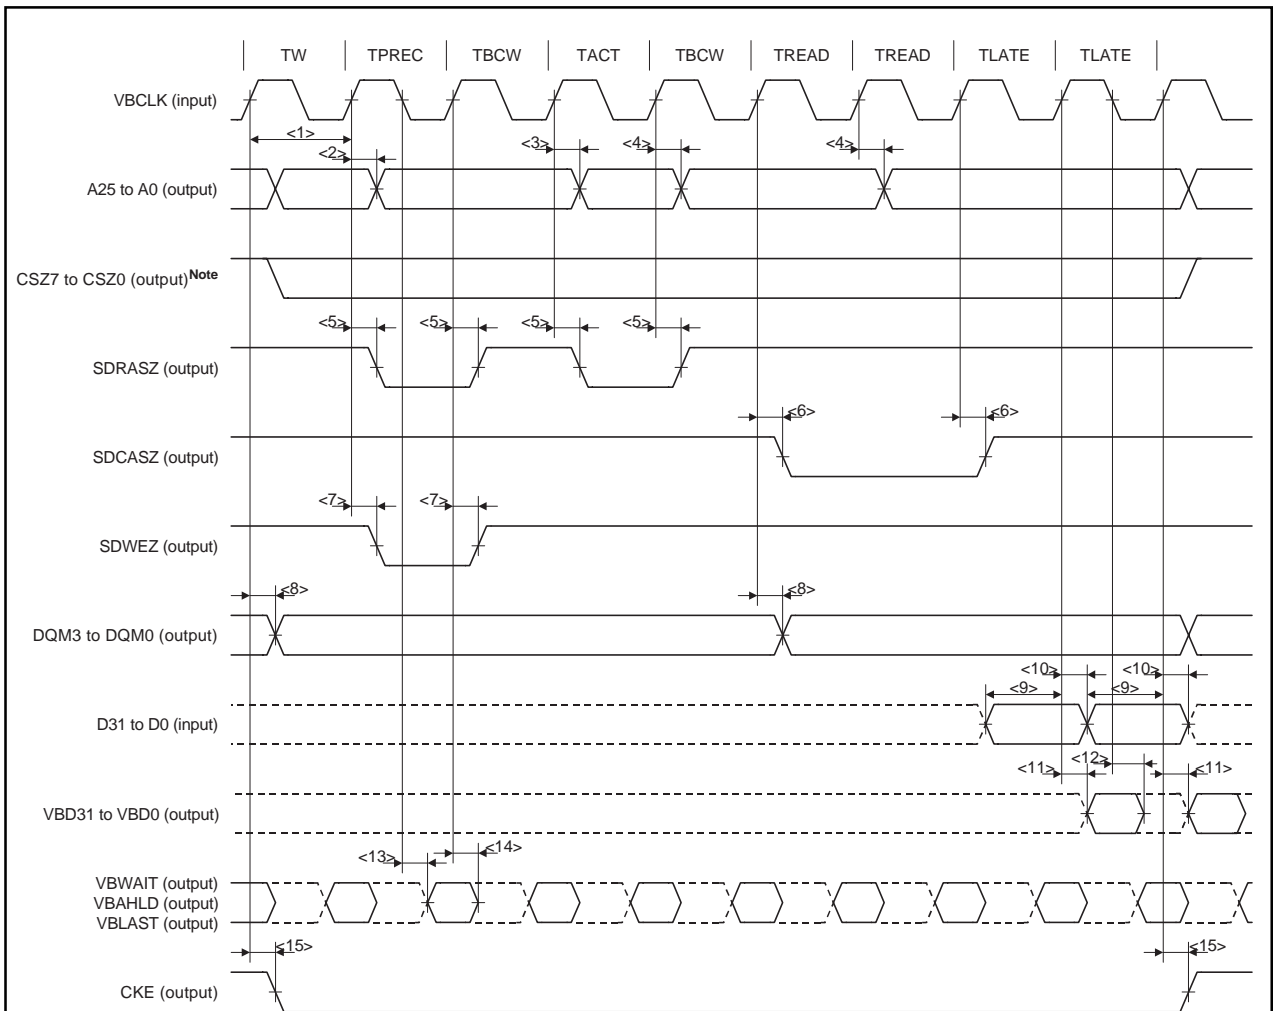 TW TPREC TBCW TACT TBCW TREAD TREAD TLATE TLATE
VBCLK (input)
<1>
<2> <3> <4> <4>
A25 to A0 (output)
CSZ7 to CSZ0 (output)Note
<5> <5> <5> <5>
SDRASZ (output)
<6> <6>
SDCASZ (output)
<7> <7>
SDWEZ (output)
<8> <8>
DQM3 to DQM0 (output)
<10> <10>
<9> <9>
D31 to D0 (input)
<11> <12> <11>
VBD31 to VBD0 (output)
<13> <14>
VBWAIT (output)
VBAHLD (output)
VBLAST (output)
<15> <15>
CKE (output)